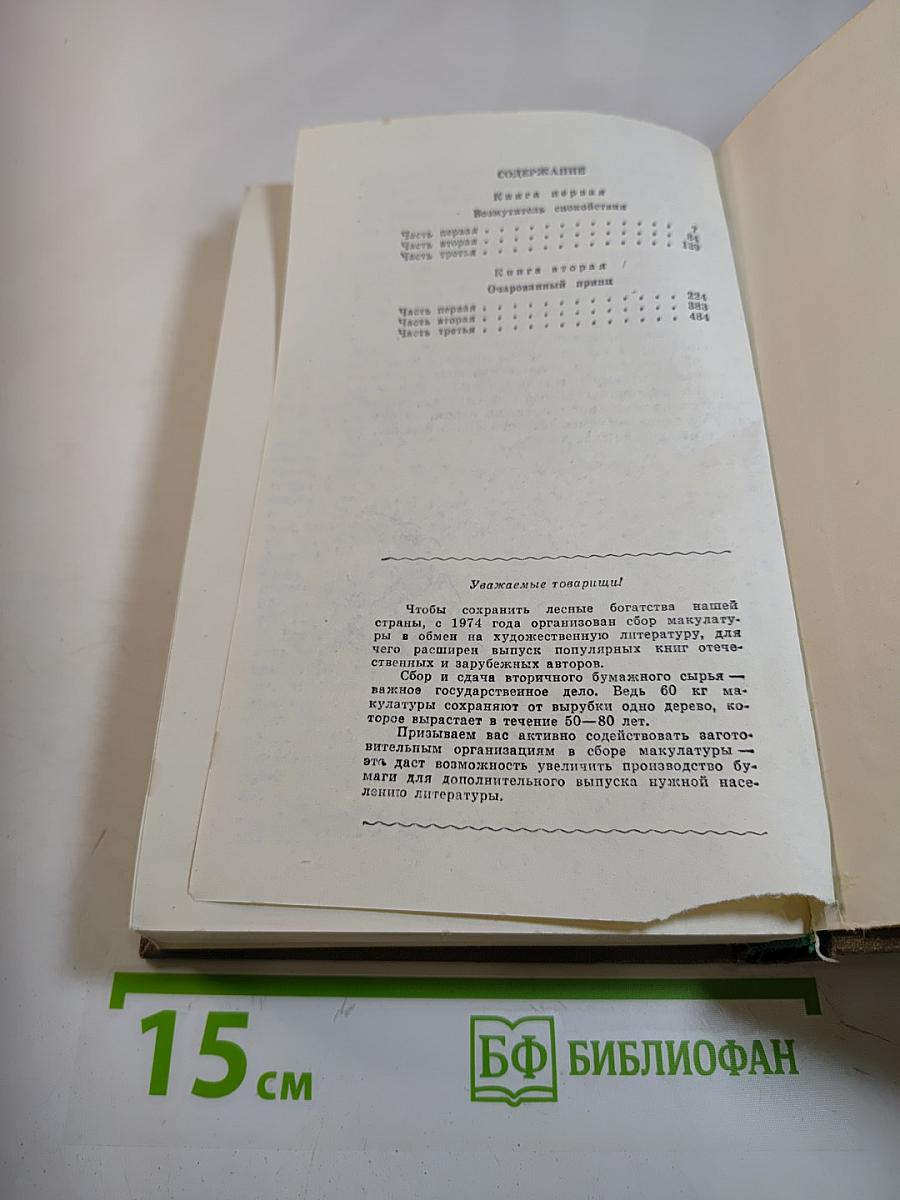 СОДЕРЖАНИЕ
Книга первая
Возмутитель спокойствия
Часть первая . . . . . . . . . . . . . 7
Часть вторая . . . . . . . . . . . . . 84
Часть третья . . . . . . . . . . . . . 139
Книга вторая
Очарованный принц
Часть первая . . . . . . . . . . . . . 224
Часть вторая . . . . . . . . . . . . . 383
Часть третья . . . . . . . . . . . . . 484
Уважаемые товарищи!
Чтобы сохранить лесные богатства нашей
страны, с 1974 года организован сбор макулату-
ры в обмен на художественную литературу, для
чего расширен выпуск популярных книг отече-
ственных и зарубежных авторов.
Сбор и сдача вторичного бумажного сырья —
важное государственное дело. Ведь 60 кг ма-
кулатуры сохраняют от вырубки одно дерево, ко-
торое вырастает в течение 50—80 лет.
Призываем вас активно содействовать загото-
вительным организациям в сборе макулатуры —
это даст возможность увеличить производство бу-
маги для дополнительного выпуска нужной насе-
лению литературы.
15 см
БФ БИБЛИОФАН